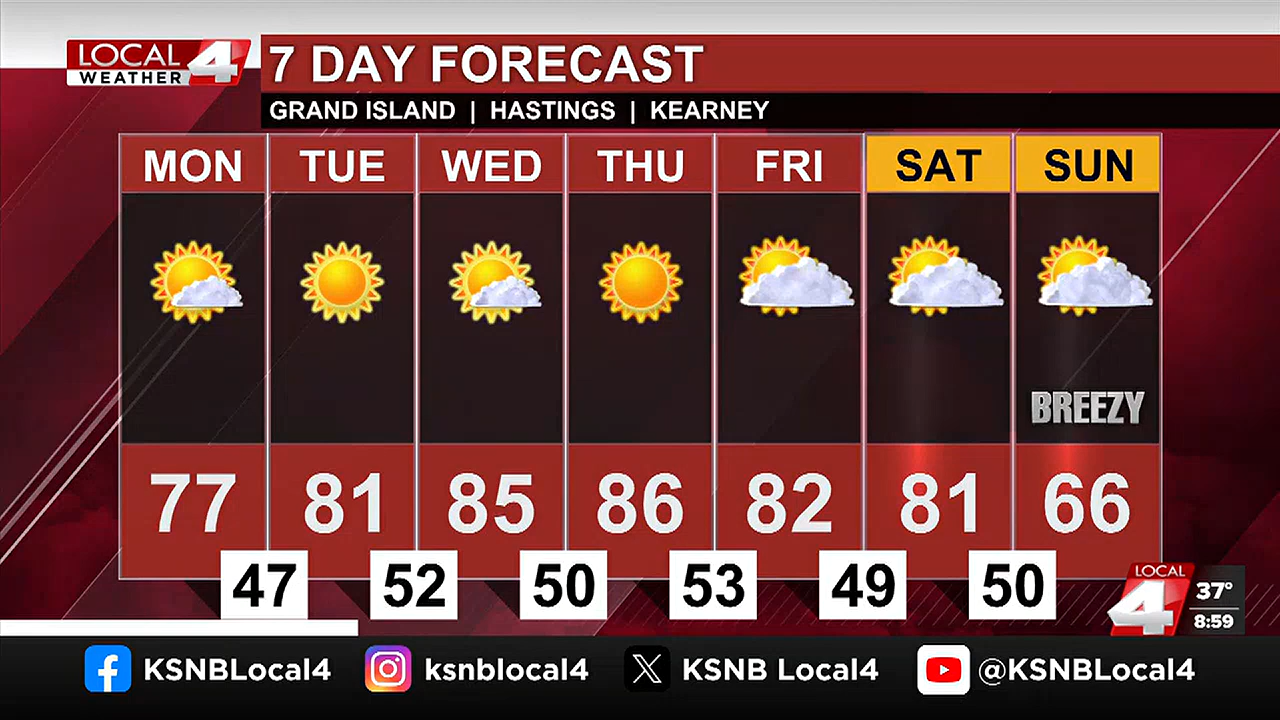 LOCAL
WEATHER 4
7 DAY FORECAST
GRAND ISLAND | HASTINGS | KEARNEY
MON TUE WED THU FRI SAT SUN
BREEZY
77 81 85 86 82 81 66
47 52 50 53 49 50
LOCAL
4
37°
8:59
KSNBLocal4 ksnblocal4 KSNB Local4 @KSNBLocal4